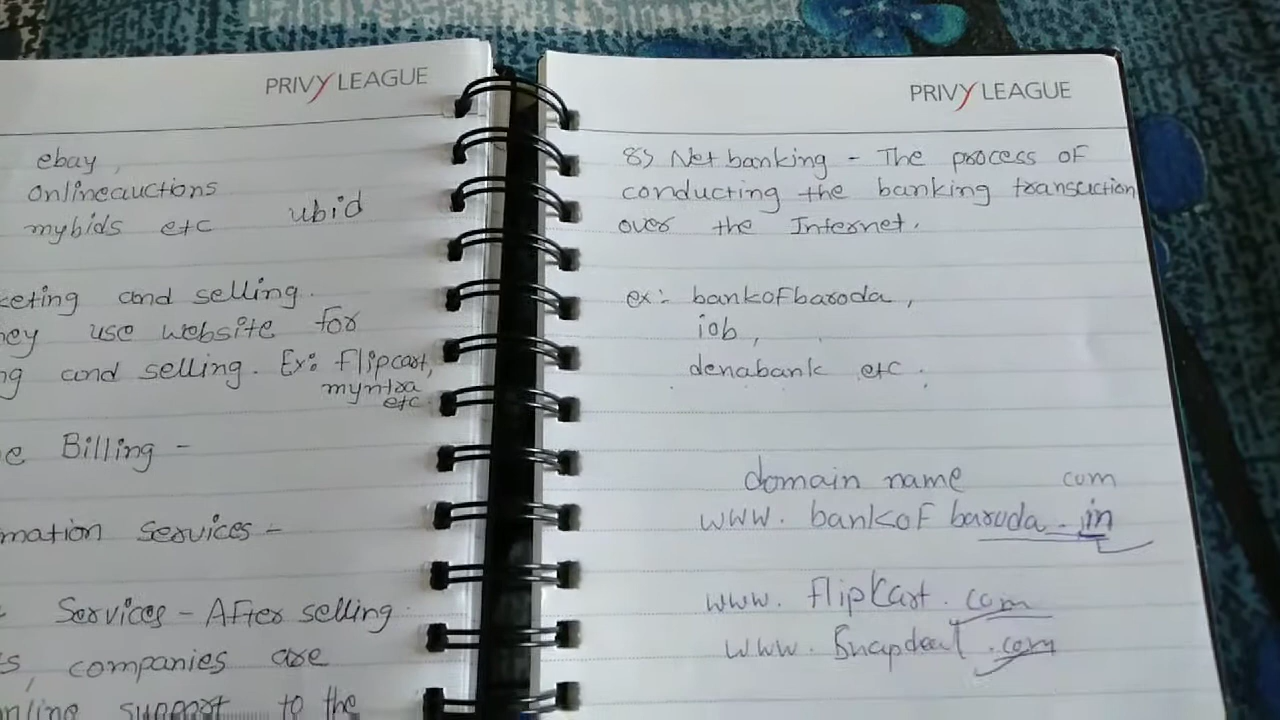 PRIVY LEAGUE
ebay,
onlineauctions
mybids etc ubid
keting and selling.
hey use website for
ng and selling. Ex: flipcart,
myntra
etc.
e Billing -
mation Services -
Services - After selling
s, companies are
nline support to the
PRIVY LEAGUE
8) Net banking - The process of
conducting the banking transaction
over the Internet.
ex: bankofbaroda,
iob,
denabank etc.
domain name com
www. bankof baroda . in
www. flipkart. com
www. Snapdeal .com